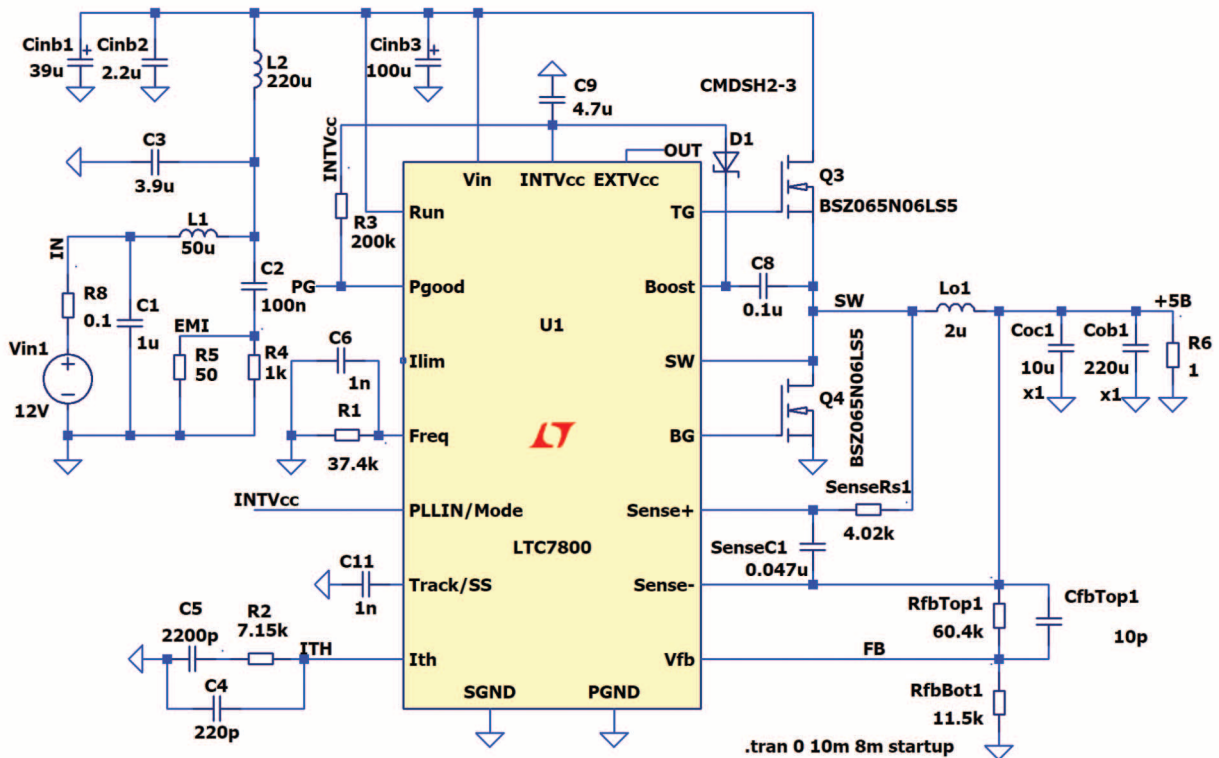 Cinb1
39u
Cinb2
2.2u
L2
220u
Cinb3
100u
C9
4.7u
CMDSH2-3
D1
C3
3.9u
INTVcc
OUT
Vin
INTVcc
EXTVcc
Q3
BSZ065N06LS5
L1
50u
IN
R3
200k
Run
TG
R8
0.1
C1
1u
C2
100n
PG
Pgood
Boost
C8
0.1u
SW
Lo1
2u
+5B
U1
EMI
R5
50
R4
1k
C6
1n
Ilim
SW
BSZ065N06LS5
Coc1
10u
x1
Cob1
220u
x1
R6
1
Vin1
12V
R1
37.4k
Freq
BG
Q4
INTVcc
PLLIN/Mode
Sense+
SenseRs1
4.02k
LTC7800
SenseC1
0.047u
C11
1n
Track/SS
Sense-
RfbTop1
60.4k
CfbTop1
10p
C5
2200p
R2
7.15k
ITH
Ith
Vfb
FB
C4
220p
SGND
PGND
RfbBot1
11.5k
.tran 0 10m 8m startup